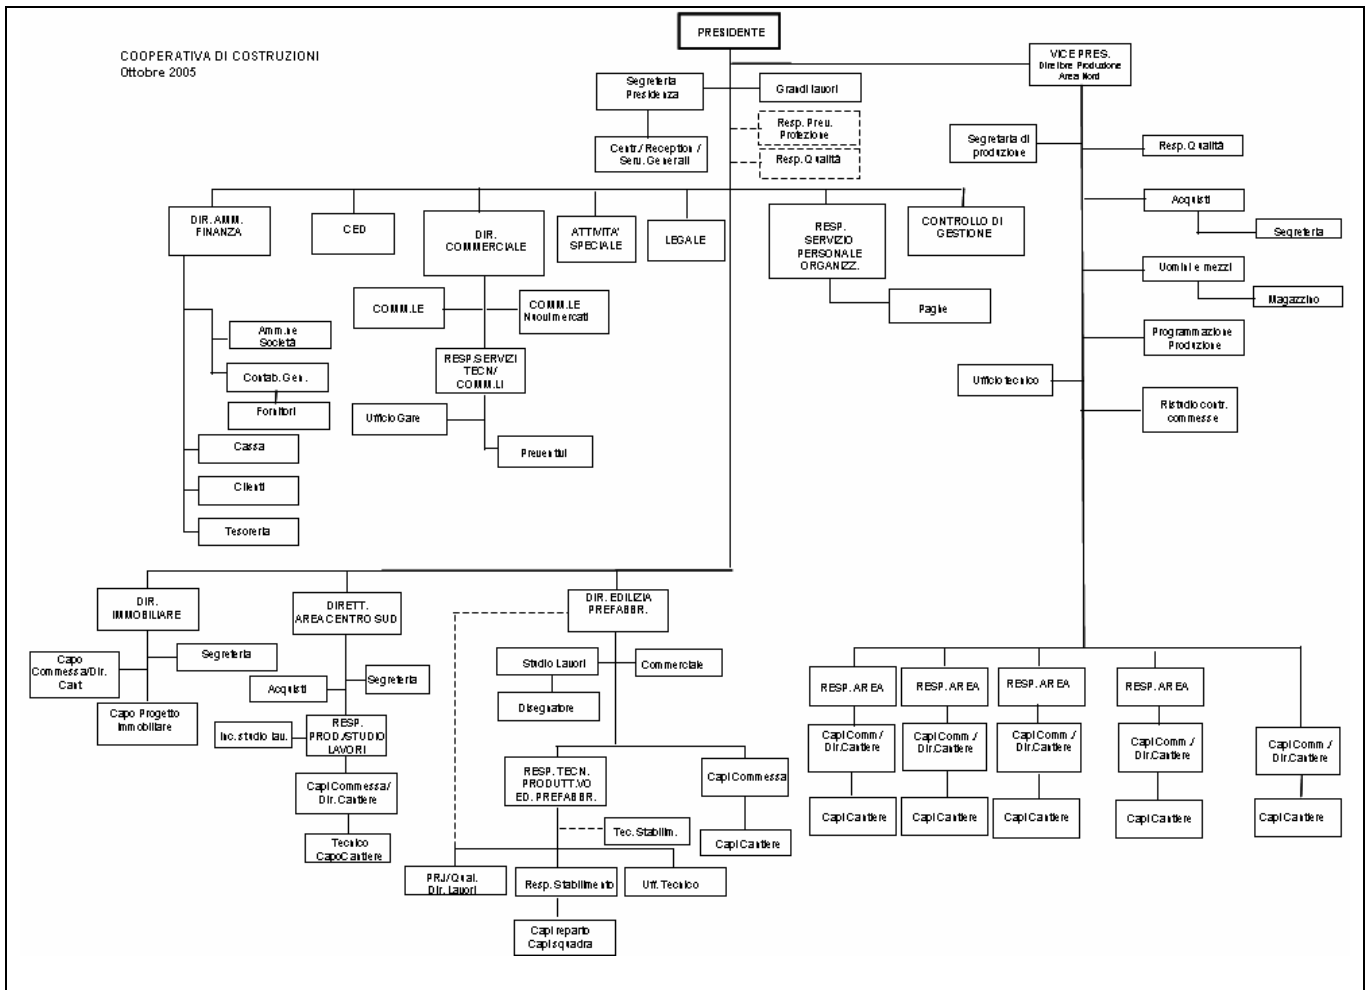 PRESIDENTE
COOPERATIVA DI COSTRUZIONI
Ottobre 2005
VICE PRES.
Direttore Produzione
Area Nord
Segreteria
Presidenza
Grandi lavori
Resp. Prev.
Protezione
Centr./ Reception /
Serv. Generali
Resp. Qualità
Segretaria di
produzione
Resp. Qualità
Acquisti
Segreteria
Uomini e mezzi
Magazzino
Programmazione
Produzione
Ufficio tecnico
Ristudio contr.
commesse
DIR. AMM.
FINANZA
CED
DIR.
COMMERCIALE
ATTIVITA'
SPECIALE
LEGALE
RESP.
SERVIZIO
PERSONALE
ORGANIZZ.
CONTROLLO DI
GESTIONE
COMM.LE
COMM.LE
Nuovi mercati
Paghe
Amm.ne
Società
Contab. Gen.
Fornitori
RESP.SERVIZI
TECN/
COMM.LI
Ufficio Gare
Preventivi
Cassa
Clienti
Tesoreria
DIR.
IMMOBILIARE
DIRETT.
AREA CENTRO SUD
DIR. EDILIZIA
PREFABBR.
Capo
Commessa/Dir.
Cant
Segreteria
Capo Progetto
Immobiliare
Acquisti
Segreteria
Inc. studio lav.
RESP.
PROD./STUDIO
LAVORI
Capi Commessa/
Dir. Cantiere
Tecnico
Capo Cantiere
Studio Lavori
Commerciale
Disegnatore
RESP. TECN.
PRODUTT.VO
ED. PREFABBR.
Capi Commessa
Tec. Stabilim.
Capi Cantiere
PRJ/Qual.
Dir. Lavori
Resp. Stabilimento
Uff. Tecnico
Capi reparto
Capi squadra
RESP. AREA
RESP. AREA
RESP. AREA
RESP. AREA
Capi Comm /
Dir.Cantiere
Capi Comm /
Dir.Cantiere
Capi Comm /
Dir.Cantiere
Capi Comm /
Dir.Cantiere
Capi Comm /
Dir.Cantiere
Capi Cantiere
Capi Cantiere
Capi Cantiere
Capi Cantiere
Capi Cantiere